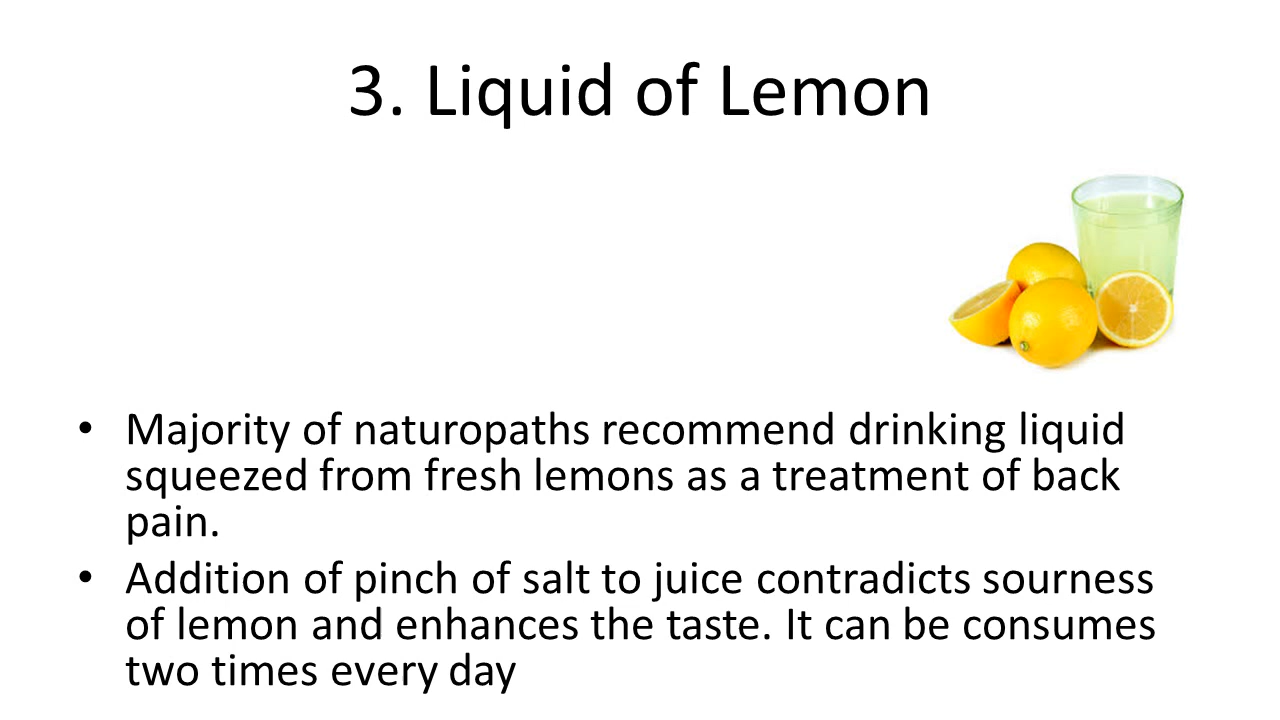 3. Liquid of Lemon
• Majority of naturopaths recommend drinking liquid
squeezed from fresh lemons as a treatment of back
pain.
• Addition of pinch of salt to juice contradicts sourness
of lemon and enhances the taste. It can be consumes
two times every day